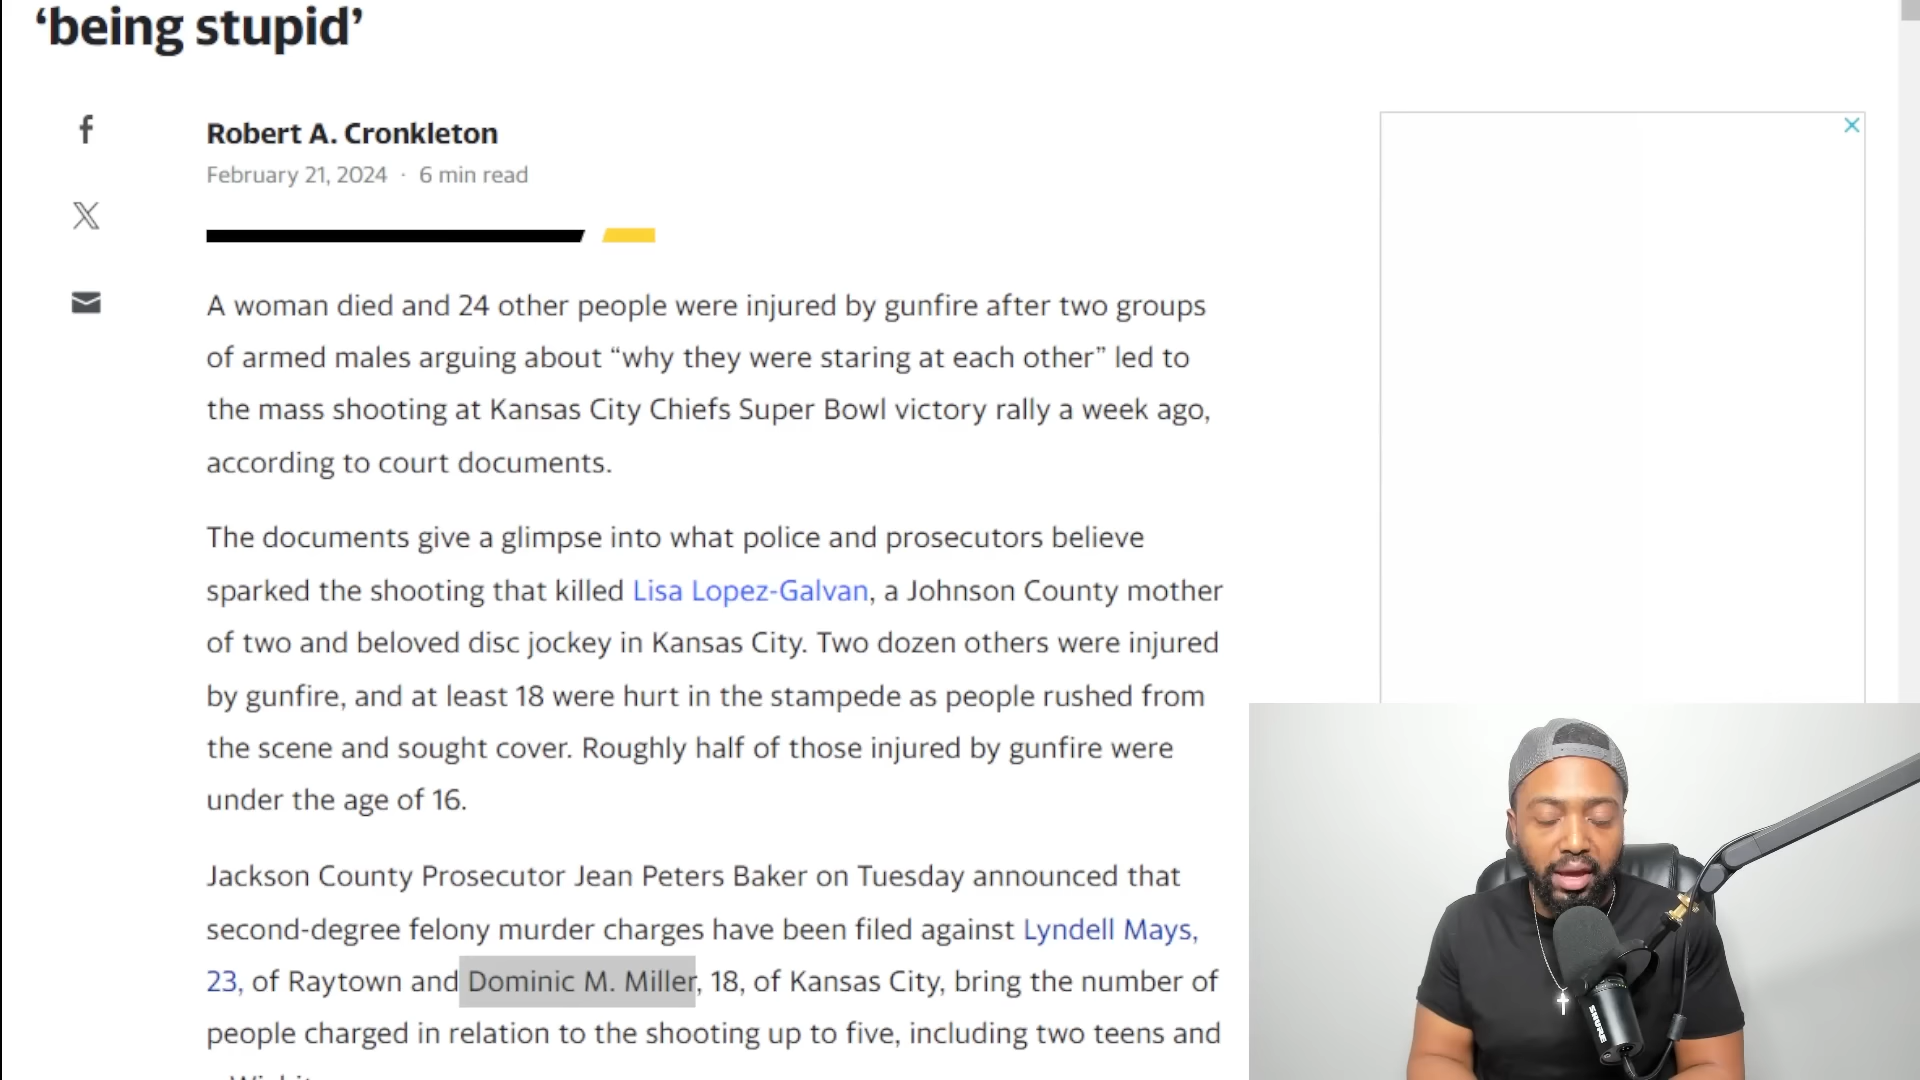 ‘being stupid’
Robert A. Cronkleton
February 21, 2024 · 6 min read
A woman died and 24 other people were injured by gunfire after two groups
of armed males arguing about “why they were staring at each other” led to
the mass shooting at Kansas City Chiefs Super Bowl victory rally a week ago,
according to court documents.
The documents give a glimpse into what police and prosecutors believe
sparked the shooting that killed Lisa Lopez-Galvan, a Johnson County mother
of two and beloved disc jockey in Kansas City. Two dozen others were injured
by gunfire, and at least 18 were hurt in the stampede as people rushed from
the scene and sought cover. Roughly half of those injured by gunfire were
under the age of 16.
Jackson County Prosecutor Jean Peters Baker on Tuesday announced that
second-degree felony murder charges have been filed against Lyndell Mays,
23, of Raytown and Dominic M. Miller, 18, of Kansas City, bring the number of
people charged in relation to the shooting up to five, including two teens and
SHURE